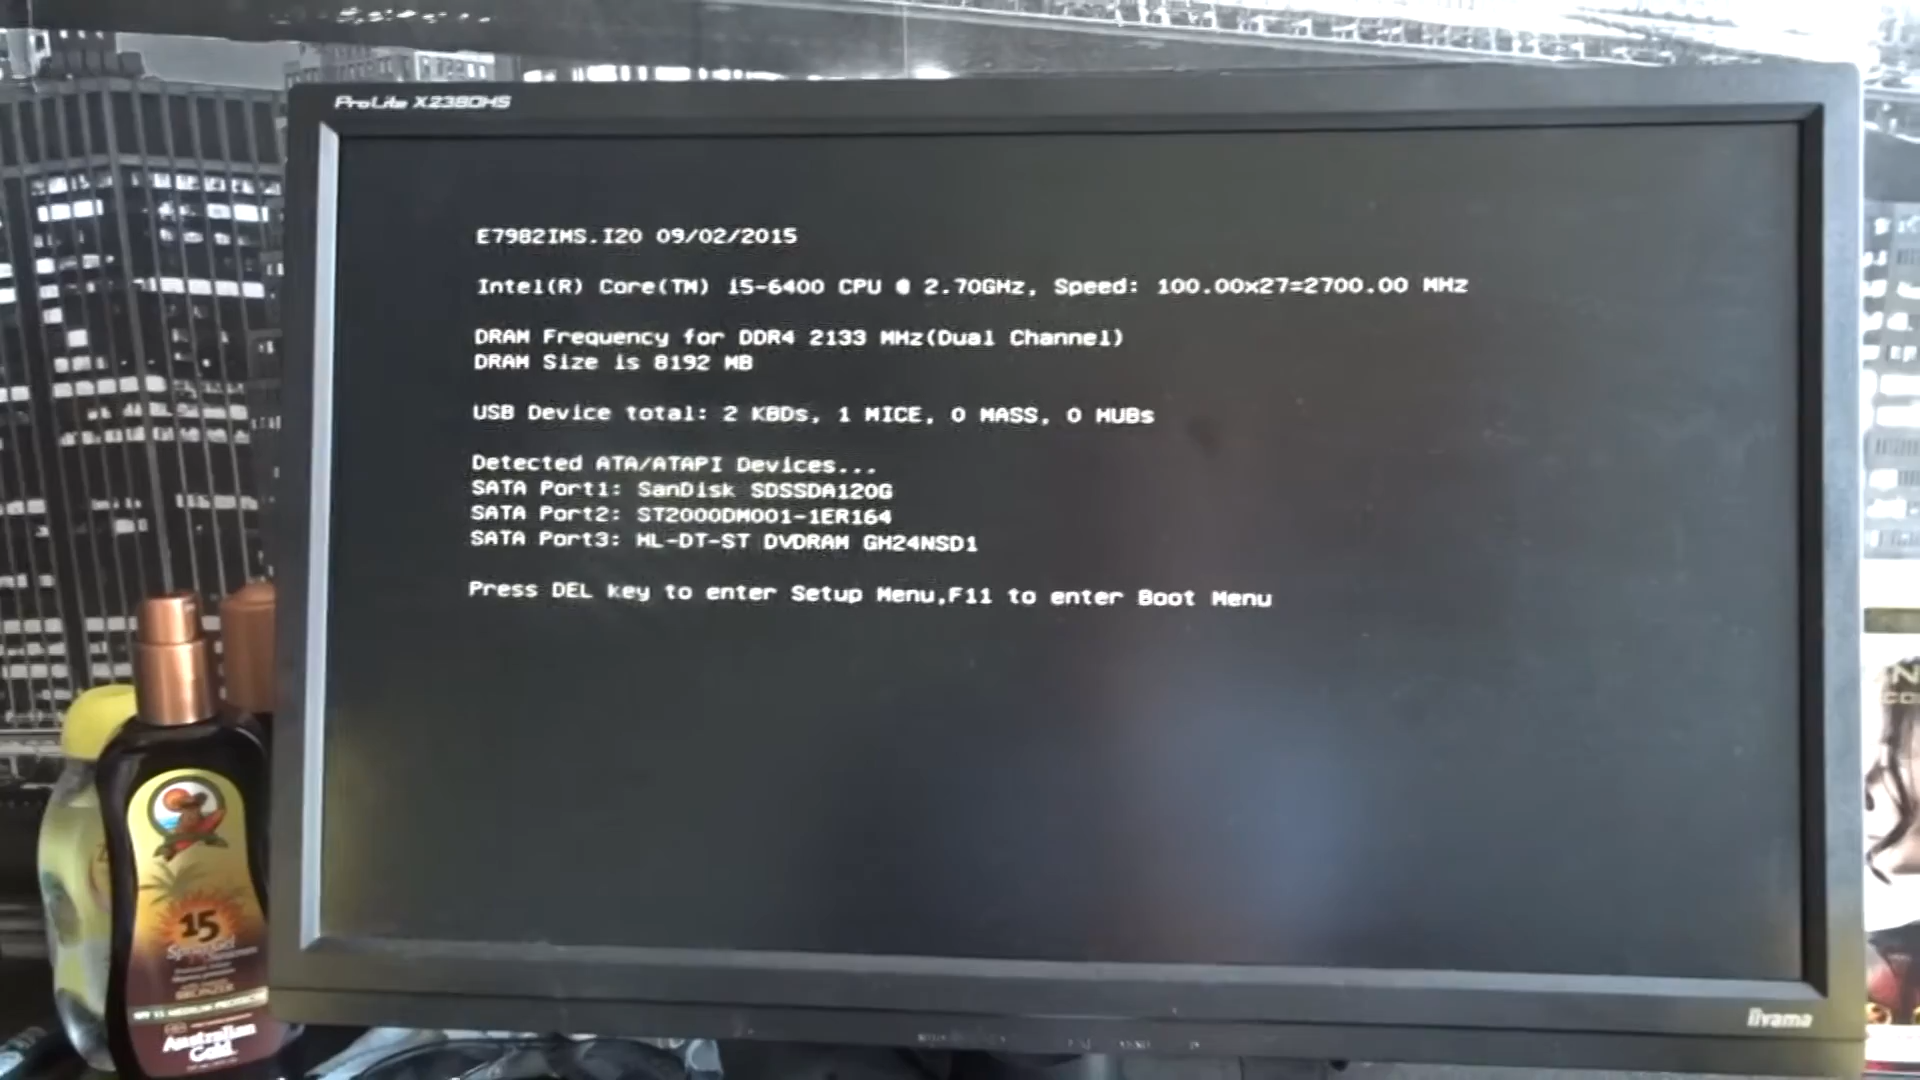 ProLite X2380HS
E7982IMS.I20 09/02/2015
Intel(R) Core(TM) i5-6400 CPU @ 2.70GHz, Speed: 100.00x27=2700.00 MHz
DRAM Frequency for DDR4 2133 MHz(Dual Channel)
DRAM Size is 8192 MB
USB Device total: 2 KBDs, 1 MICE, 0 MASS, 0 HUBs
Detected ATA/ATAPI Devices...
SATA Port1: SanDisk SDSSDA120G
SATA Port2: ST2000DM001-1ER164
SATA Port3: HL-DT-ST DVDRAM GH24NSD1
Press DEL key to enter Setup Menu,F11 to enter Boot Menu
iiyama
15
Spray Gel
BRONZER
Australian
Gold